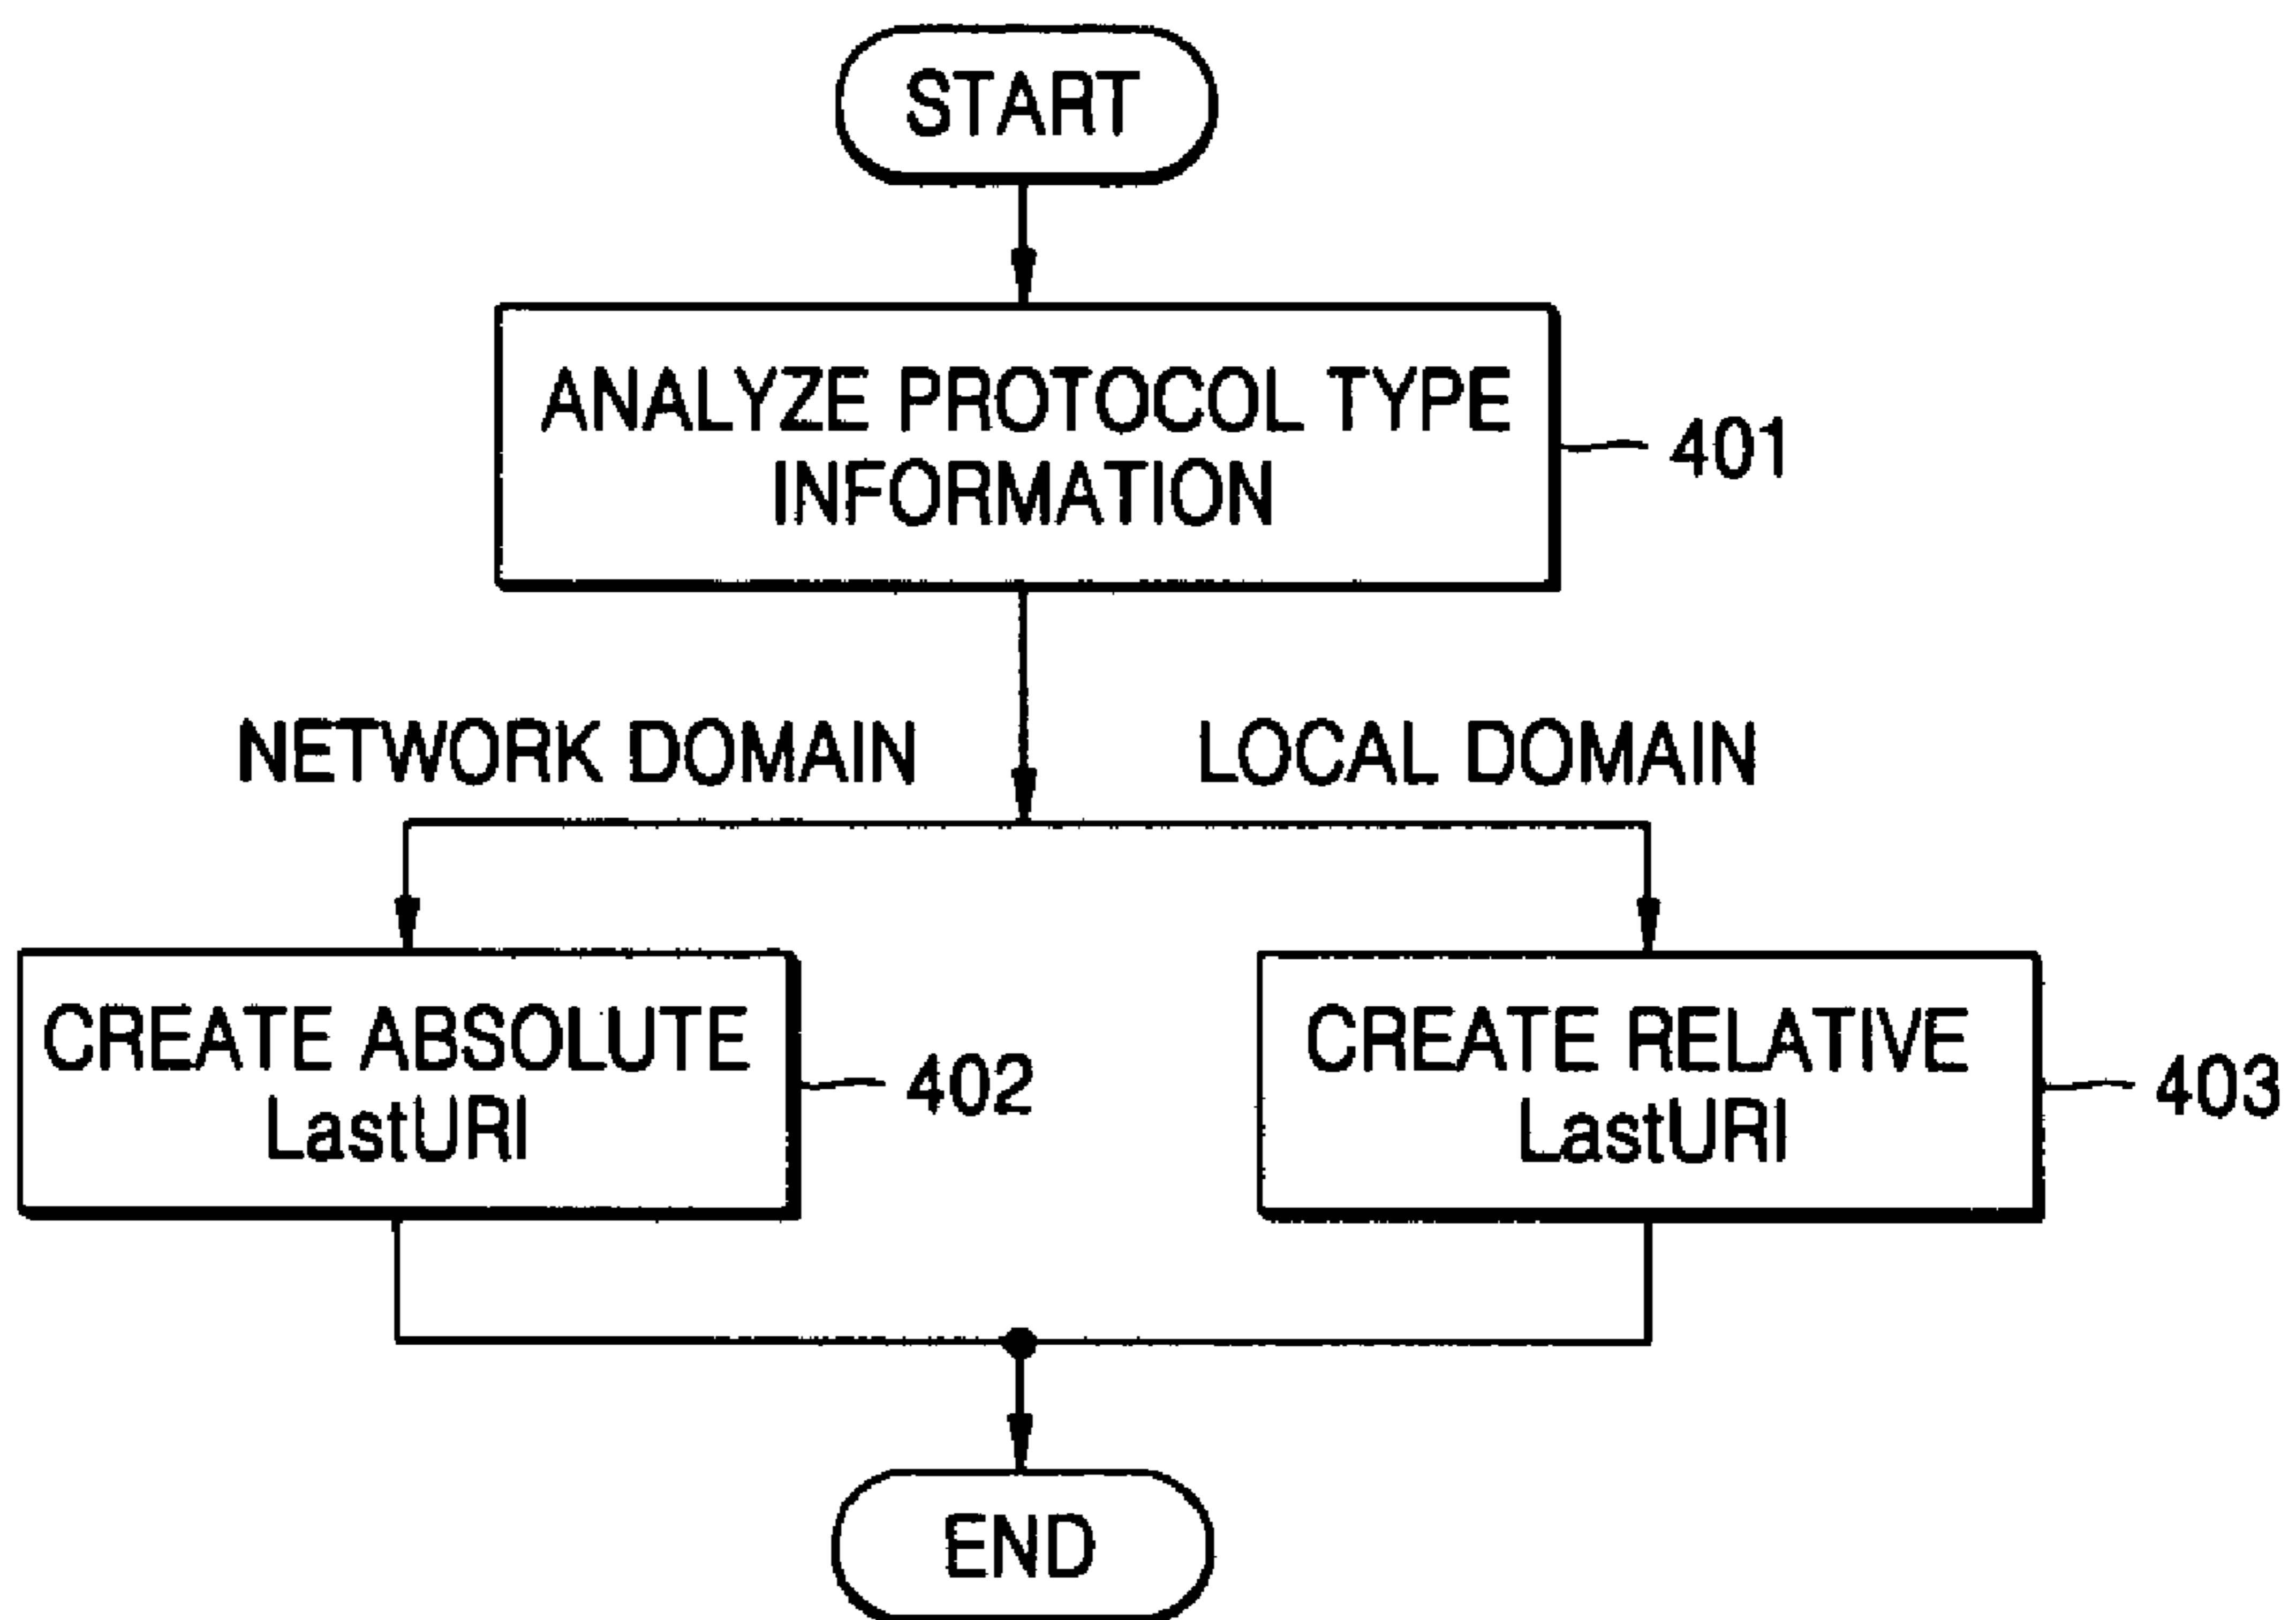 START
ANALYZE PROTOCOL TYPE
INFORMATION
401
NETWORK DOMAIN
LOCAL DOMAIN
CREATE ABSOLUTE
LastURI
402
CREATE RELATIVE
LastURI
403
END